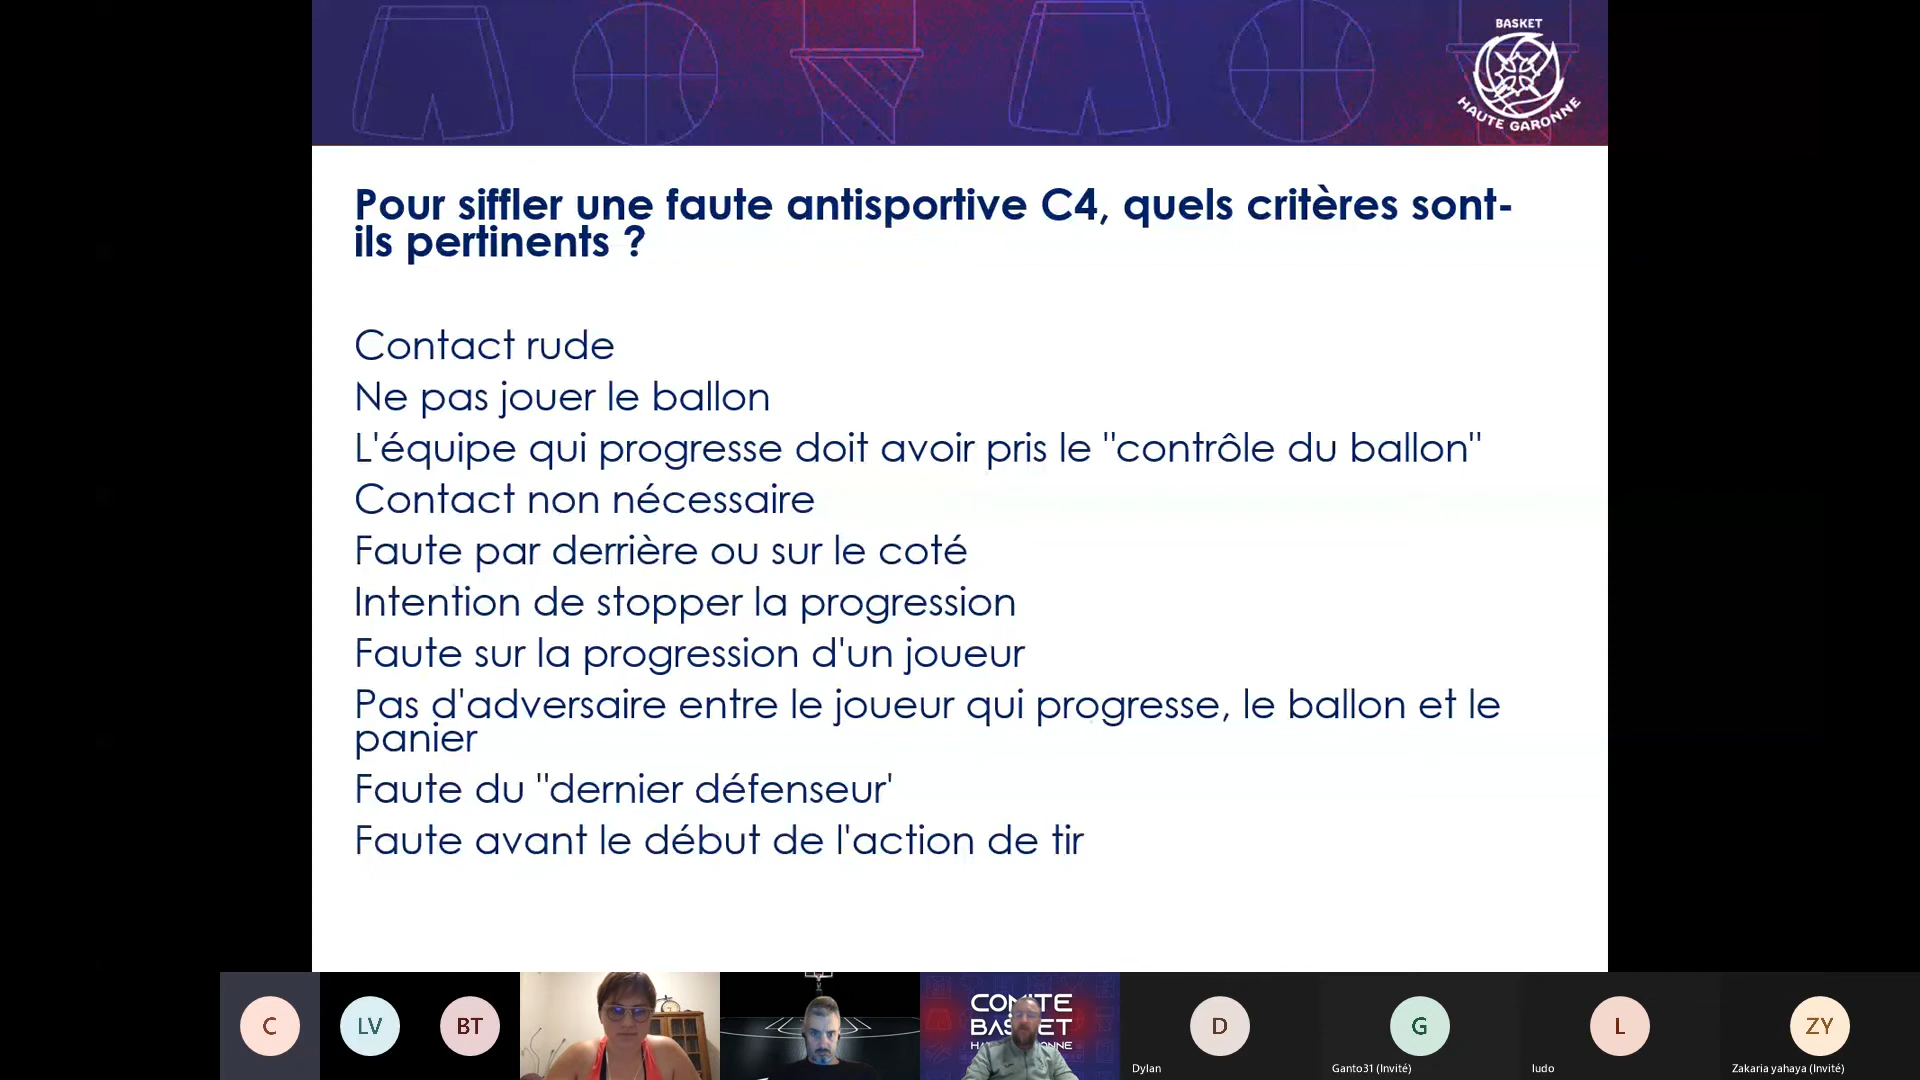 BASKET
HAUTE GARONNE
Pour siffler une faute antisportive C4, quels critères sont-
ils pertinents ?
Contact rude
Ne pas jouer le ballon
L'équipe qui progresse doit avoir pris le "contrôle du ballon"
Contact non nécessaire
Faute par derrière ou sur le coté
Intention de stopper la progression
Faute sur la progression d'un joueur
Pas d'adversaire entre le joueur qui progresse, le ballon et le
panier
Faute du "dernier défenseur'
Faute avant le début de l'action de tir
C
LV
BT
D
G
L
ZY
Dylan
Ganto31 (Invité)
ludo
Zakaria yahaya (Invité)